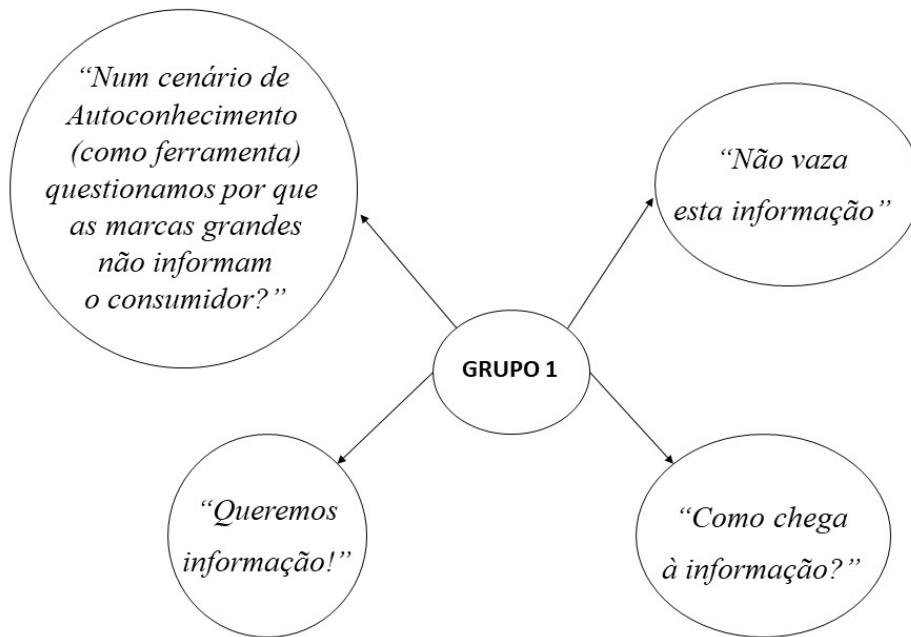 “Num cenário de
Autoconhecimento
(como ferramenta)
questionamos por que
as marcas grandes
não informam
o consumidor?”
“Não vaza
esta informação”
GRUPO 1
“Queremos
informação!”
“Como chega
à informação?”